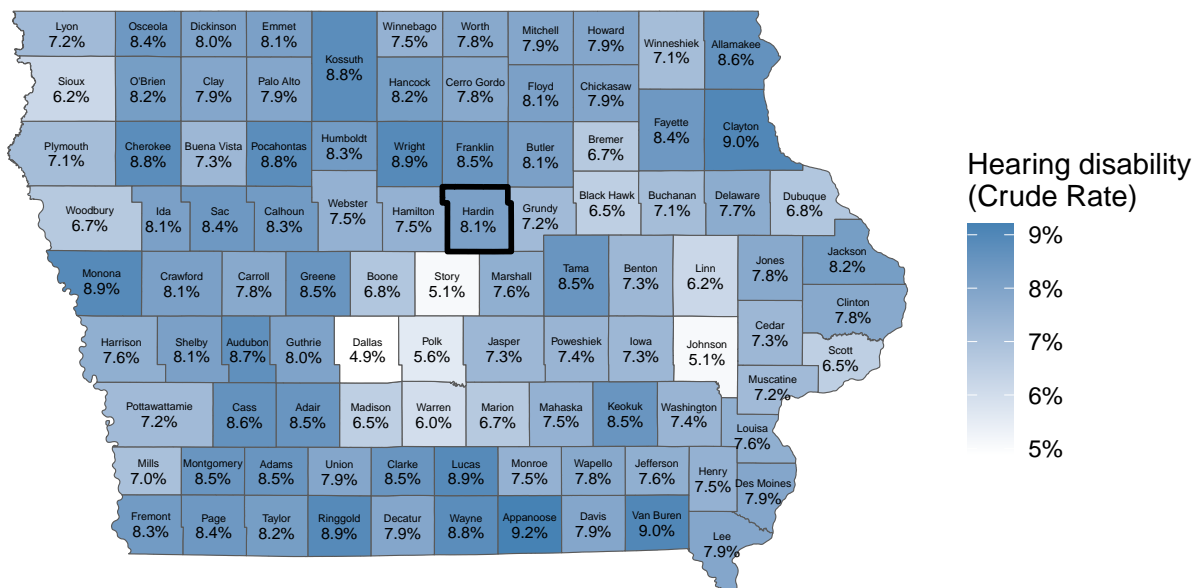 Lyon
7.2%
Osceola
8.4%
Dickinson
8.0%
Emmet
8.1%
Kossuth
8.8%
Winnebago
7.5%
Worth
7.8%
Mitchell
7.9%
Howard
7.9%
Winneshiek
7.1%
Allamakee
8.6%
Sioux
6.2%
O'Brien
8.2%
Clay
7.9%
Palo Alto
7.9%
Hancock
8.2%
Cerro Gordo
7.8%
Floyd
8.1%
Chickasaw
7.9%
Fayette
8.4%
Clayton
9.0%
Plymouth
7.1%
Cherokee
8.8%
Buena Vista
7.3%
Pocahontas
8.8%
Humboldt
8.3%
Wright
8.9%
Franklin
8.5%
Butler
8.1%
Bremer
6.7%
Woodbury
6.7%
Ida
8.1%
Sac
8.4%
Calhoun
8.3%
Webster
7.5%
Hamilton
7.5%
Hardin
8.1%
Grundy
7.2%
Black Hawk
6.5%
Buchanan
7.1%
Delaware
7.7%
Dubuque
6.8%
Monona
8.9%
Crawford
8.1%
Carroll
7.8%
Greene
8.5%
Boone
6.8%
Story
5.1%
Marshall
7.6%
Tama
8.5%
Benton
7.3%
Linn
6.2%
Jones
7.8%
Jackson
8.2%
Clinton
7.8%
Harrison
7.6%
Shelby
8.1%
Audubon
8.7%
Guthrie
8.0%
Dallas
4.9%
Polk
5.6%
Jasper
7.3%
Poweshiek
7.4%
Iowa
7.3%
Johnson
5.1%
Cedar
7.3%
Scott
6.5%
Muscatine
7.2%
Pottawattamie
7.2%
Cass
8.6%
Adair
8.5%
Madison
6.5%
Warren
6.0%
Marion
6.7%
Mahaska
7.5%
Keokuk
8.5%
Washington
7.4%
Louisa
7.6%
Mills
7.0%
Montgomery
8.5%
Adams
8.5%
Union
7.9%
Clarke
8.5%
Lucas
8.9%
Monroe
7.5%
Wapello
7.8%
Jefferson
7.6%
Henry
7.5%
Des Moines
7.9%
Fremont
8.3%
Page
8.4%
Taylor
8.2%
Ringgold
8.9%
Decatur
7.9%
Wayne
8.8%
Appanoose
9.2%
Davis
7.9%
Van Buren
9.0%
Lee
7.9%
Hearing disability
(Crude Rate)
9%
8%
7%
6%
5%